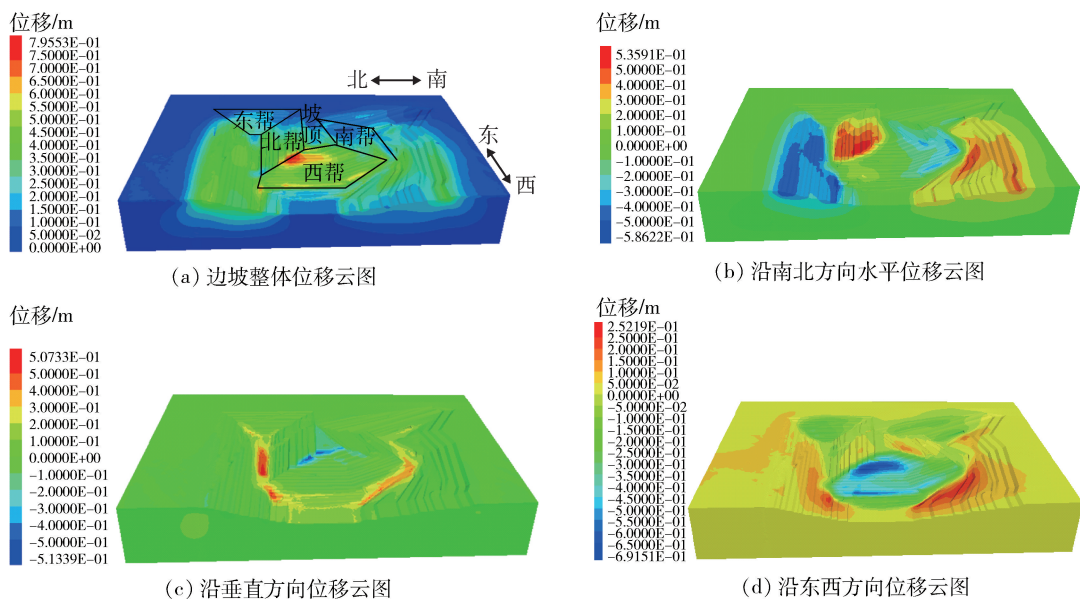 位移/m
7.9553E-01
7.5000E-01
6.5000E-01
5.5000E-01
5.0000E-01
4.5000E-01
4.0000E-01
3.5000E-01
3.0000E-01
2.5000E-01
2.0000E-01
1.5000E-01
1.0000E-01
5.0000E-02
0.0000E+00
北 南
东
西
坡
顶
东帮
北帮
南帮
西帮
(a) 边坡整体位移云图
位移/m
5.3591E-01
4.0000E-01
3.0000E-01
2.0000E-01
1.0000E-01
0.0000E+00
-1.0000E-01
-2.0000E-01
-3.0000E-01
-4.0000E-01
-5.0000E-01
-5.8622E-01
(b) 沿南北方向水平位移云图
位移/m
5.0733E-01
5.0000E-01
4.0000E-01
3.0000E-01
2.0000E-01
1.0000E-01
0.0000E+00
-1.0000E-01
-2.0000E-01
-3.0000E-01
-4.0000E-01
-5.0000E-01
-5.1339E-01
(c) 沿垂直方向位移云图
位移/m
2.5219E-01
2.5000E-01
2.0000E-01
1.5000E-01
1.0000E-01
5.0000E-02
0.0000E+00
-5.0000E-02
-1.0000E-01
-1.5000E-01
-2.0000E-01
-2.5000E-01
-3.0000E-01
-3.5000E-01
-4.0000E-01
-4.5000E-01
-5.0000E-01
-5.5000E-01
-6.0000E-01
-6.5000E-01
-6.9151E-01
(d) 沿东西方向位移云图